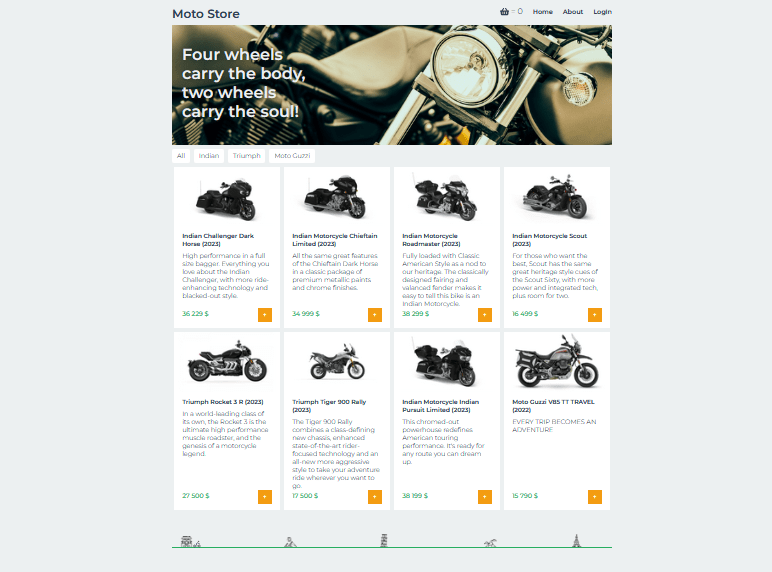 Moto Store
= 0 Home About LogIn
Four wheels
carry the body,
two wheels
carry the soul!
All Indian Triumph Moto Guzzi
Indian Challenger Dark
Horse (2023)
High performance in a full
size bagger. Everything you
love about the Indian
Challenger, with more ride-
enhancing technology and
blacked-out style.
36 229 $
+
Indian Motorcycle Chieftain
Limited (2023)
All the same great features
of the Chieftain Dark Horse
in a classic package of
premium metallic paints
and chrome finishes.
34 999 $
+
Indian Motorcycle
Roadmaster (2023)
Fully loaded with Classic
American Style as a nod to
our heritage. The classically
designed fairing and
valanced fender makes it
easy to tell this bike is an
Indian Motorcycle.
38 299 $
+
Indian Motorcycle Scout
(2023)
For those who want the
best, Scout has the same
great heritage style cues of
the Scout Sixty, with more
power and integrated tech,
plus room for two.
16 499 $
+
Triumph Rocket 3 R (2023)
In a world-leading class of
its own, the Rocket 3 is the
ultimate high performance
muscle roadster, and the
genesis of a motorcycle
legend.
27 500 $
+
Triumph Tiger 900 Rally
(2023)
The Tiger 900 Rally
combines a class-defining
new chassis, enhanced
state-of-the-art rider-
focused technology and an
all-new more aggressive
style to take your adventure
ride wherever you want to
go.
17 500 $
+
Indian Motorcycle Indian
Pursuit Limited (2023)
This chromed-out
powerhouse redefines
American touring
performance. It's ready for
any route you can dream
up.
38 199 $
+
Moto Guzzi V85 TT TRAVEL
(2022)
EVERY TRIP BECOMES AN
ADVENTURE
15 790 $
+